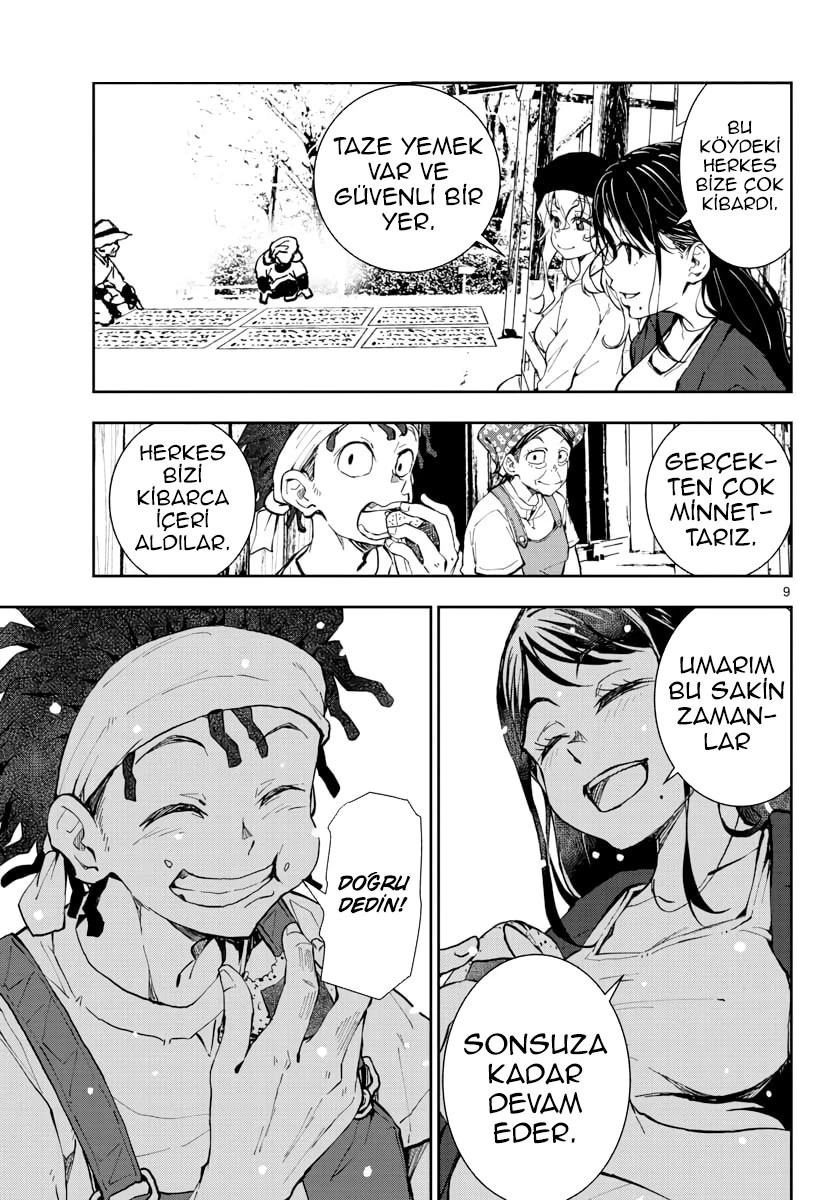 BU
KÖYDEKİ
HERKES
BİZE ÇOK
KİBARDI.
TAZE YEMEK
VAR VE
GÜVENLİ BİR
YER.
GERÇEK-
TEN ÇOK
MİNNET-
TARIZ.
HERKES
BİZİ
KİBARCA
İÇERİ
ALDILAR.
9
UMARIM
BU SAKİN
ZAMAN-
LAR
SONSUZA
KADAR
DEVAM
EDER.
DOĞRU
DEDİN!